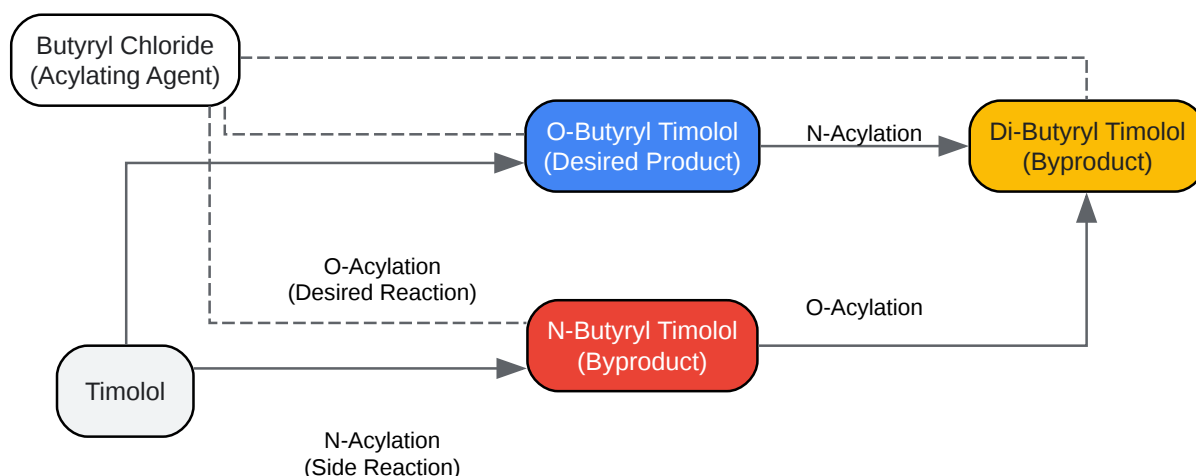 Butyryl Chloride
(Acylating Agent)
O-Butyryl Timolol
(Desired Product)
N-Acylation
Di-Butyryl Timolol
(Byproduct)
O-Acylation
(Desired Reaction)
N-Butyryl Timolol
(Byproduct)
O-Acylation
Timolol
N-Acylation
(Side Reaction)